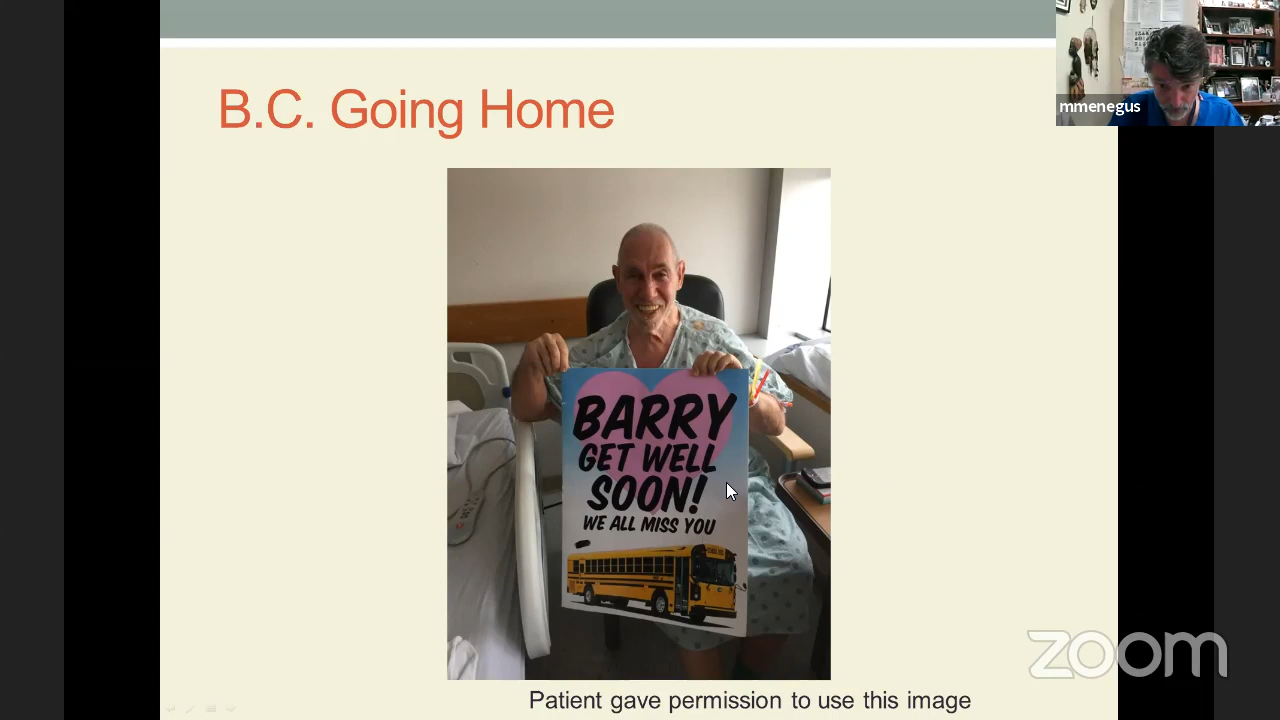 B.C. Going Home
mmenegus
BARRY
GET WELL
SOON!
WE ALL MISS YOU
Patient gave permission to use this image
zoom